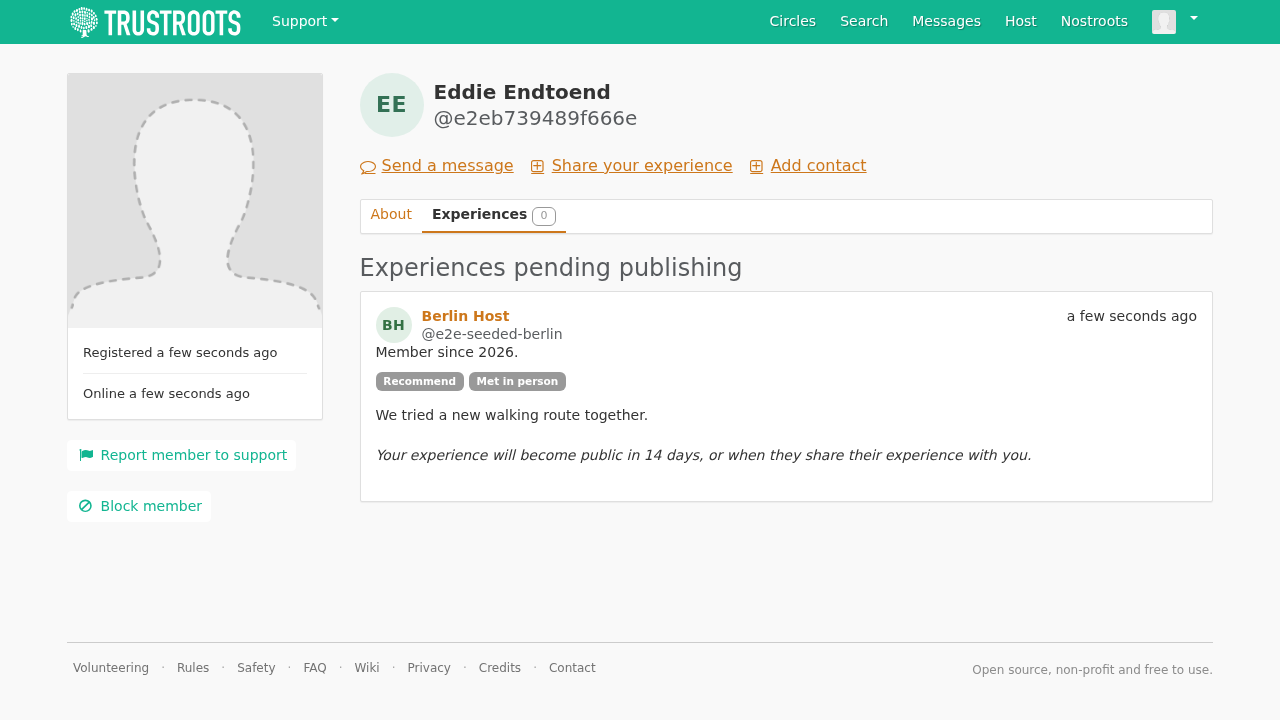 TRUSTROOTS Support Circles Search Messages Host Nostroots
EE
Eddie Endtoend
@e2eb739489f666e
Send a message Share your experience Add contact
About Experiences 0
Experiences pending publishing
BH
Berlin Host
a few seconds ago
@e2e-seeded-berlin
Member since 2026.
Recommend Met in person
We tried a new walking route together.
Your experience will become public in 14 days, or when they share their experience with you.
Registered a few seconds ago
Online a few seconds ago
Report member to support
Block member
Volunteering · Rules · Safety · FAQ · Wiki · Privacy · Credits · Contact
Open source, non-profit and free to use.